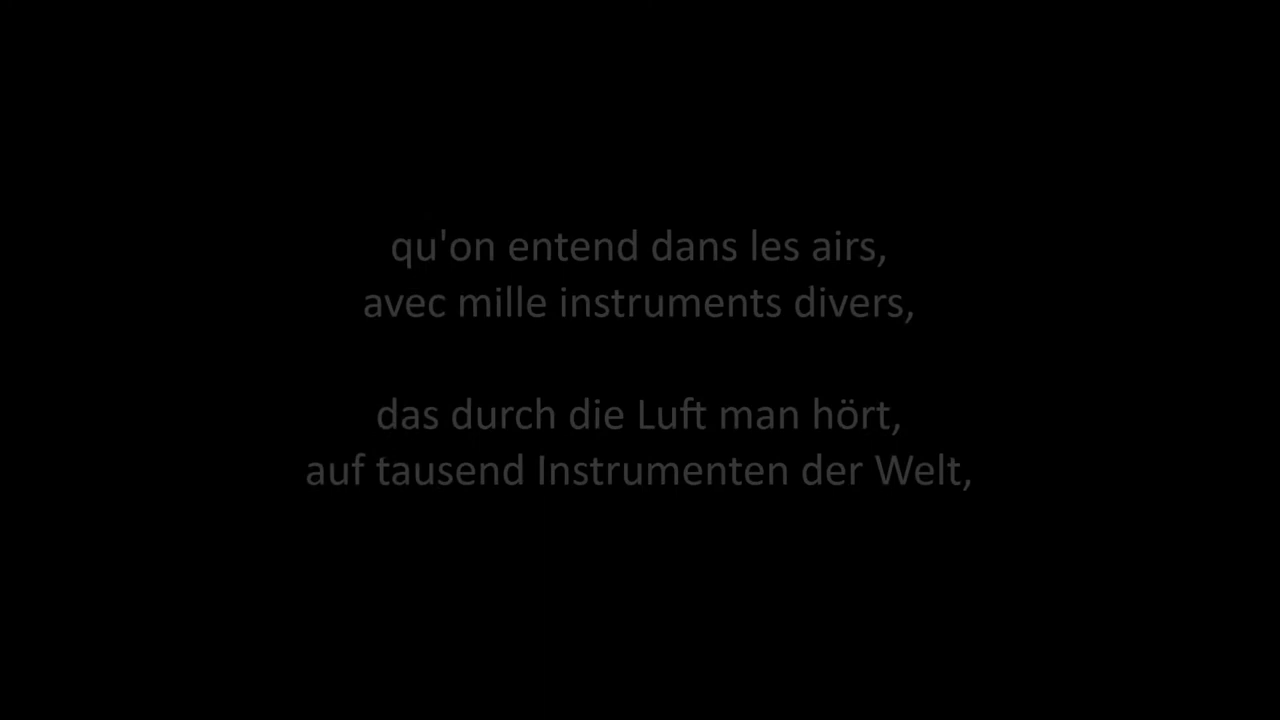 qu'on entend dans les airs,
avec mille instruments divers,
das durch die Luft man hört,
auf tausend Instrumenten der Welt,